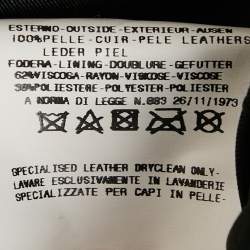 ESTERNO-OUTSIDE-EXTERIEUR-AUSEN
100%PELLE-CUIR-PELE LEATHERS
LEDER PIEL
FODERA-LINING-DOUBLURE-GEFUTTER
62%VISCOSA-RAYON-VISKOSE-VISCOSE
38%POLIESTERE-POLYESTER-POLYESTER
A NORMA DI LEGGE N.883 26/11/1973
SPECIALISED LEATHER DRYCLEAN ONLY-
LAVARE ESCLUSIVAMENTE IN LAVANDERIE
SPECIALIZZATE PER CAPI IN PELLE-